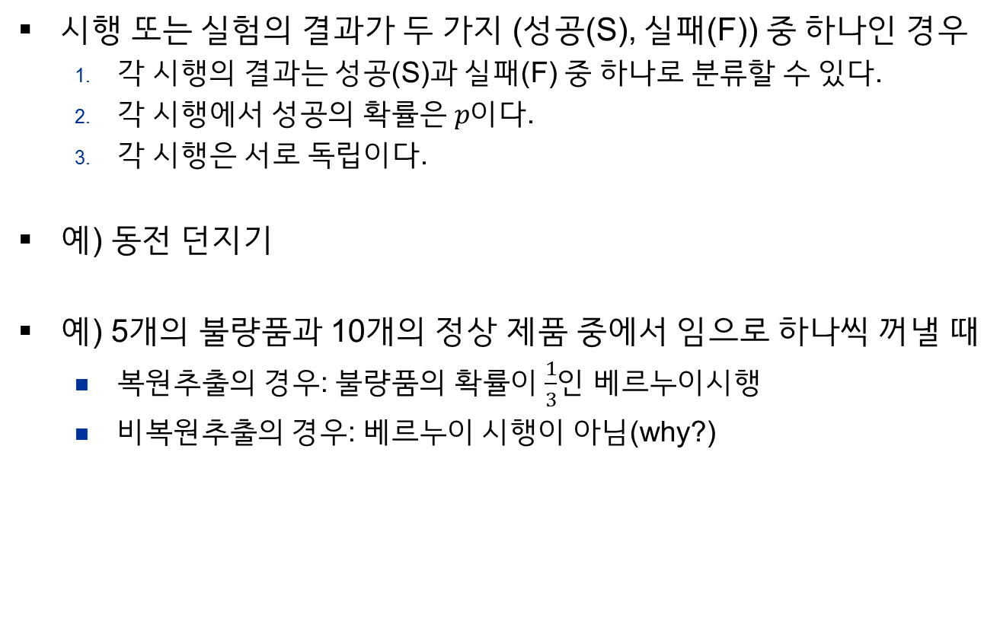 ▪ 시행 또는 실험의 결과가 두 가지 (성공(S), 실패(F)) 중 하나인 경우
1. 각 시행의 결과는 성공(S)과 실패(F) 중 하나로 분류할 수 있다.
2. 각 시행에서 성공의 확률은 p이다.
3. 각 시행은 서로 독립이다.
▪ 예) 동전 던지기
▪ 예) 5개의 불량품과 10개의 정상 제품 중에서 임으로 하나씩 꺼낼 때
■ 복원추출의 경우: 불량품의 확률이 1/3인 베르누이시행
■ 비복원추출의 경우: 베르누이 시행이 아님(why?)